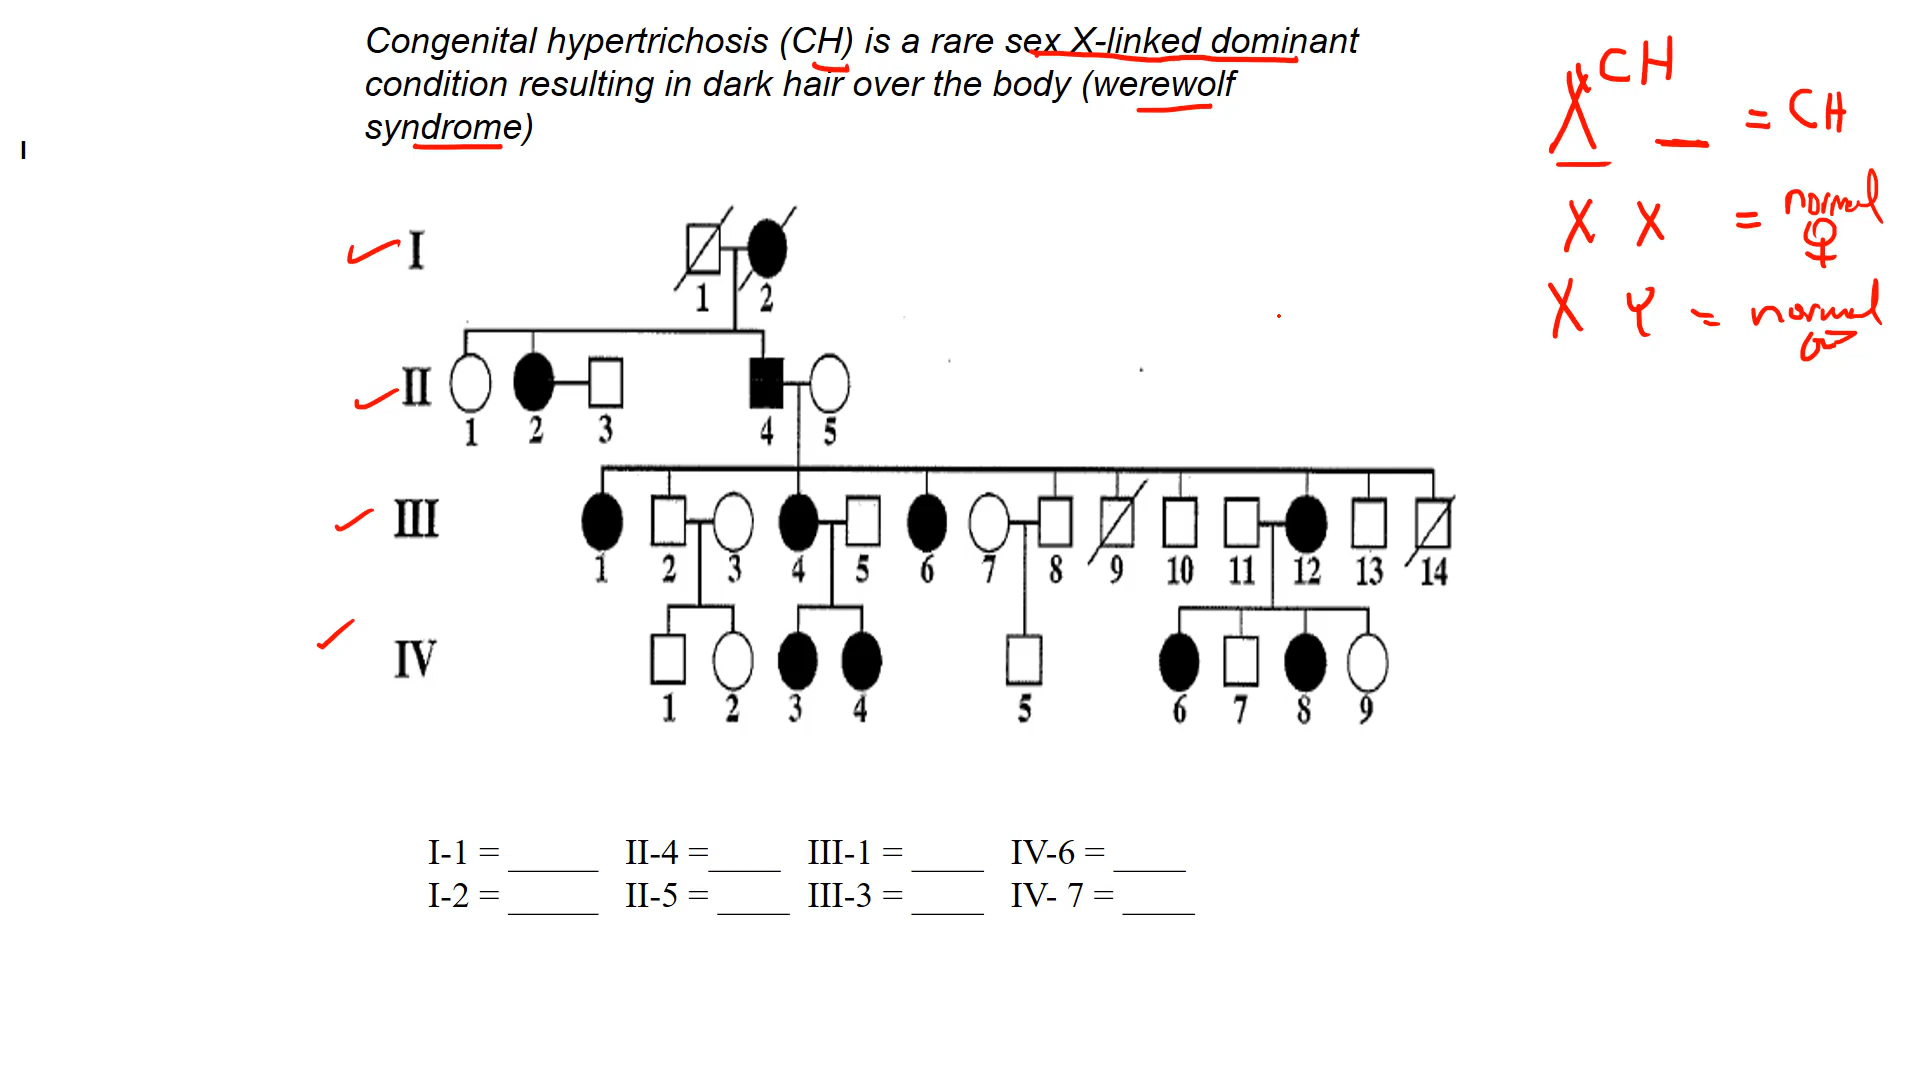 Congenital hypertrichosis (CH) is a rare sex X-linked dominant
condition resulting in dark hair over the body (werewolf
syndrome)
X^CH _ = CH
X X = normal ♀
X Y = normal ♂
I
1 2
II
1 2 3 4 5
III
1 2 3 4 5 6 7 8 9 10 11 12 13 14
IV
1 2 3 4 5 6 7 8 9
I-1 = _____ II-4 =____ III-1 = ____ IV-6 = ____
I-2 = _____ II-5 = ____ III-3 = ____ IV- 7 = ____